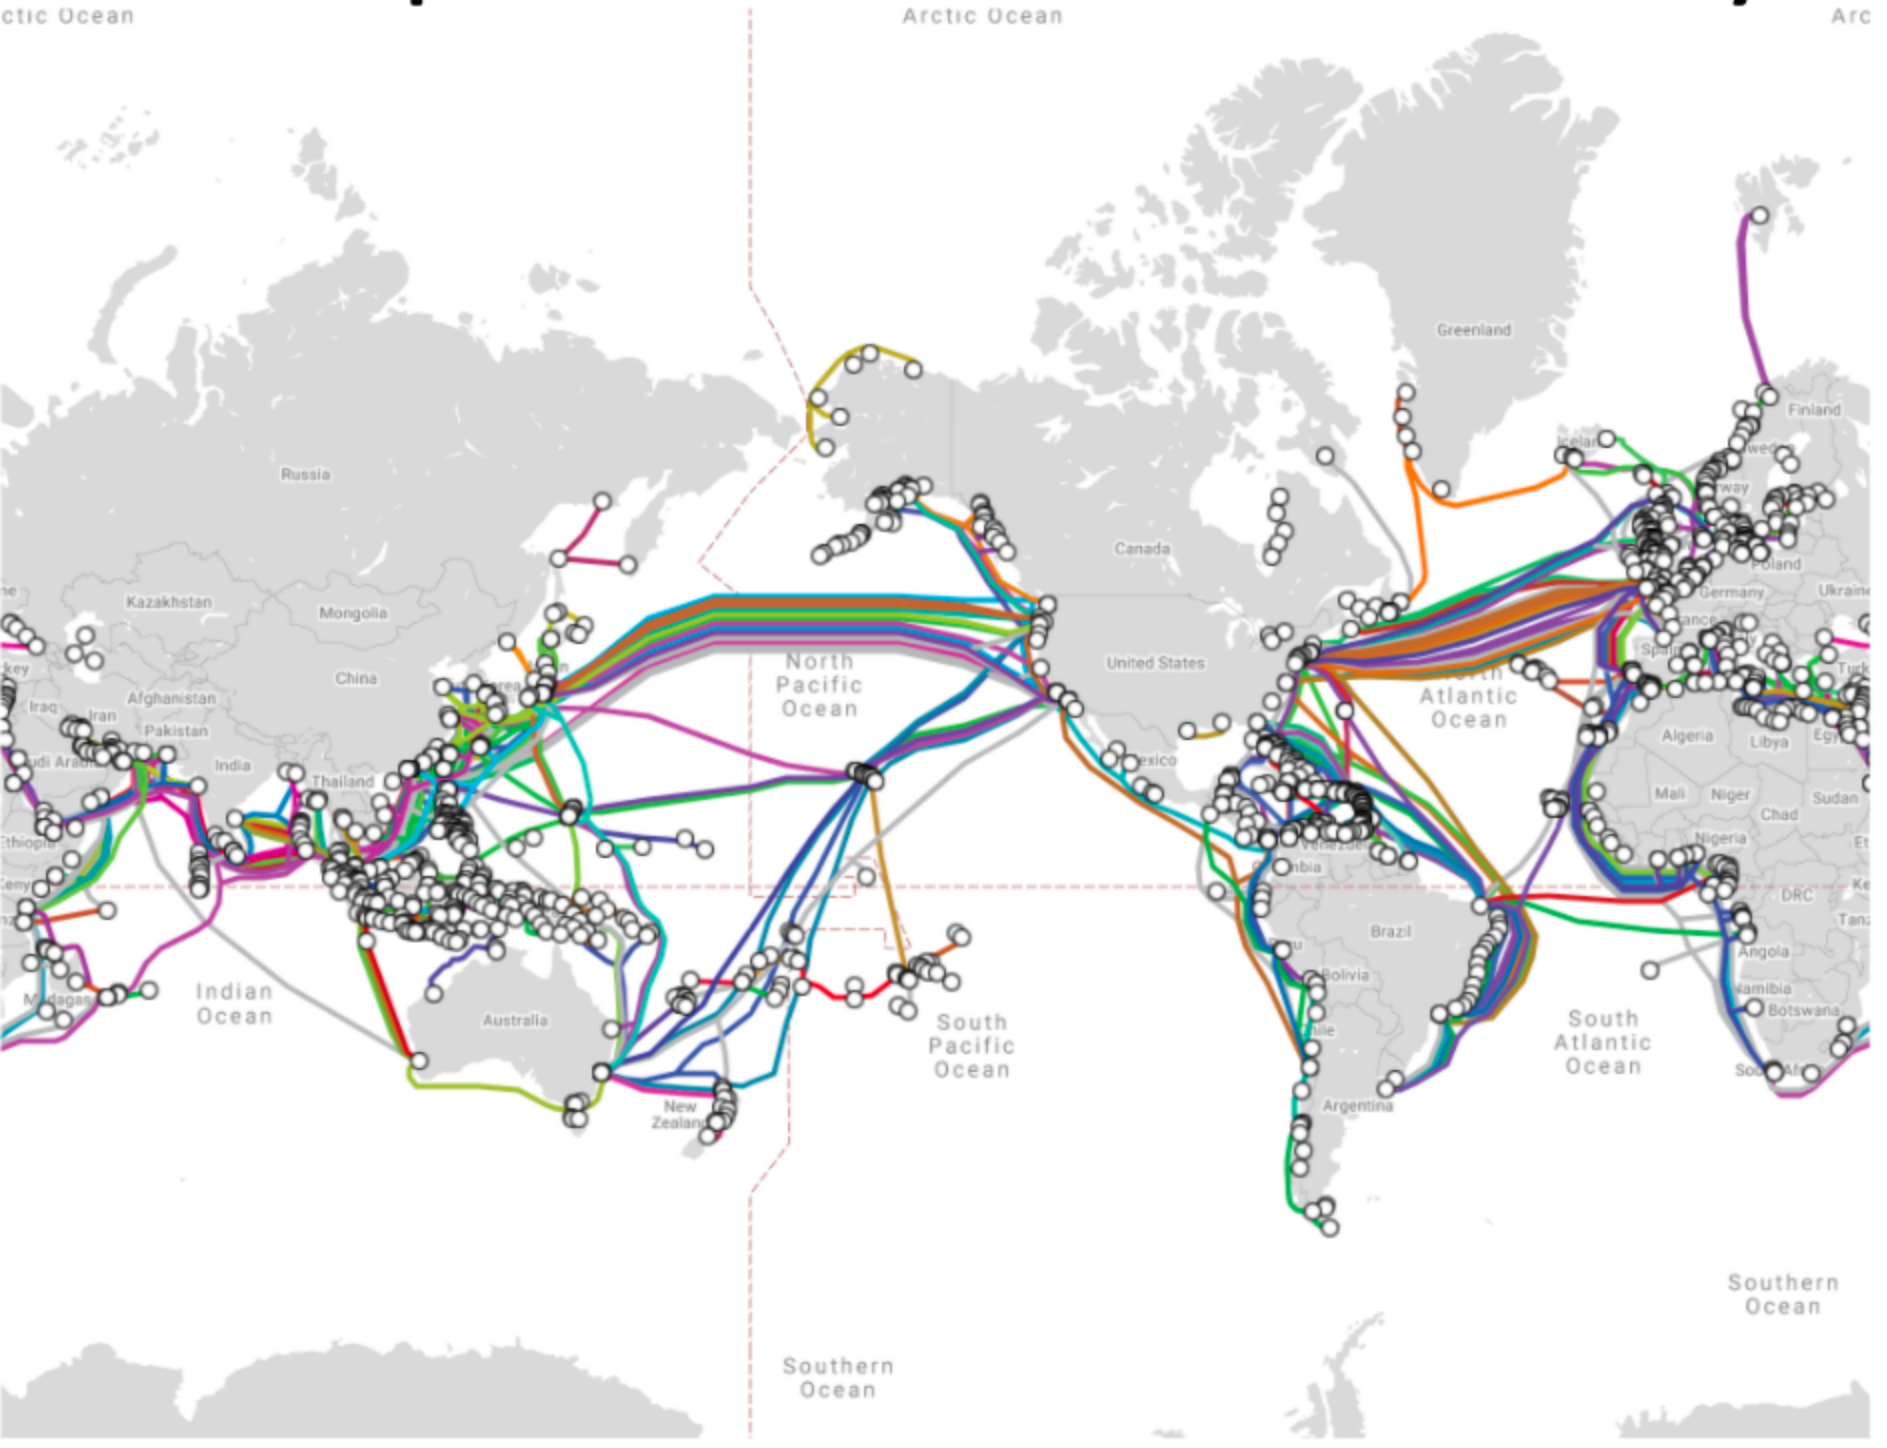 ctic Ocean
Arctic Ocean
Arc
Greenland
Finland
Russia
Canada
Poland
Germany
Ukraine
Kazakhstan
Mongolia
United States
North
Pacific
Ocean
Atlantic
Ocean
China
Afghanistan
Iraq
Iran
Pakistan
India
Thailand
Algeria
Libya
Mali
Niger
Chad
Sudan
Nigeria
DRC
Brazil
Angola
Bolivia
Namibia
Botswana
Indian
Ocean
Australia
South
Pacific
Ocean
South
Atlantic
Ocean
New
Zealan
Argentina
Southern
Ocean
Southern
Ocean